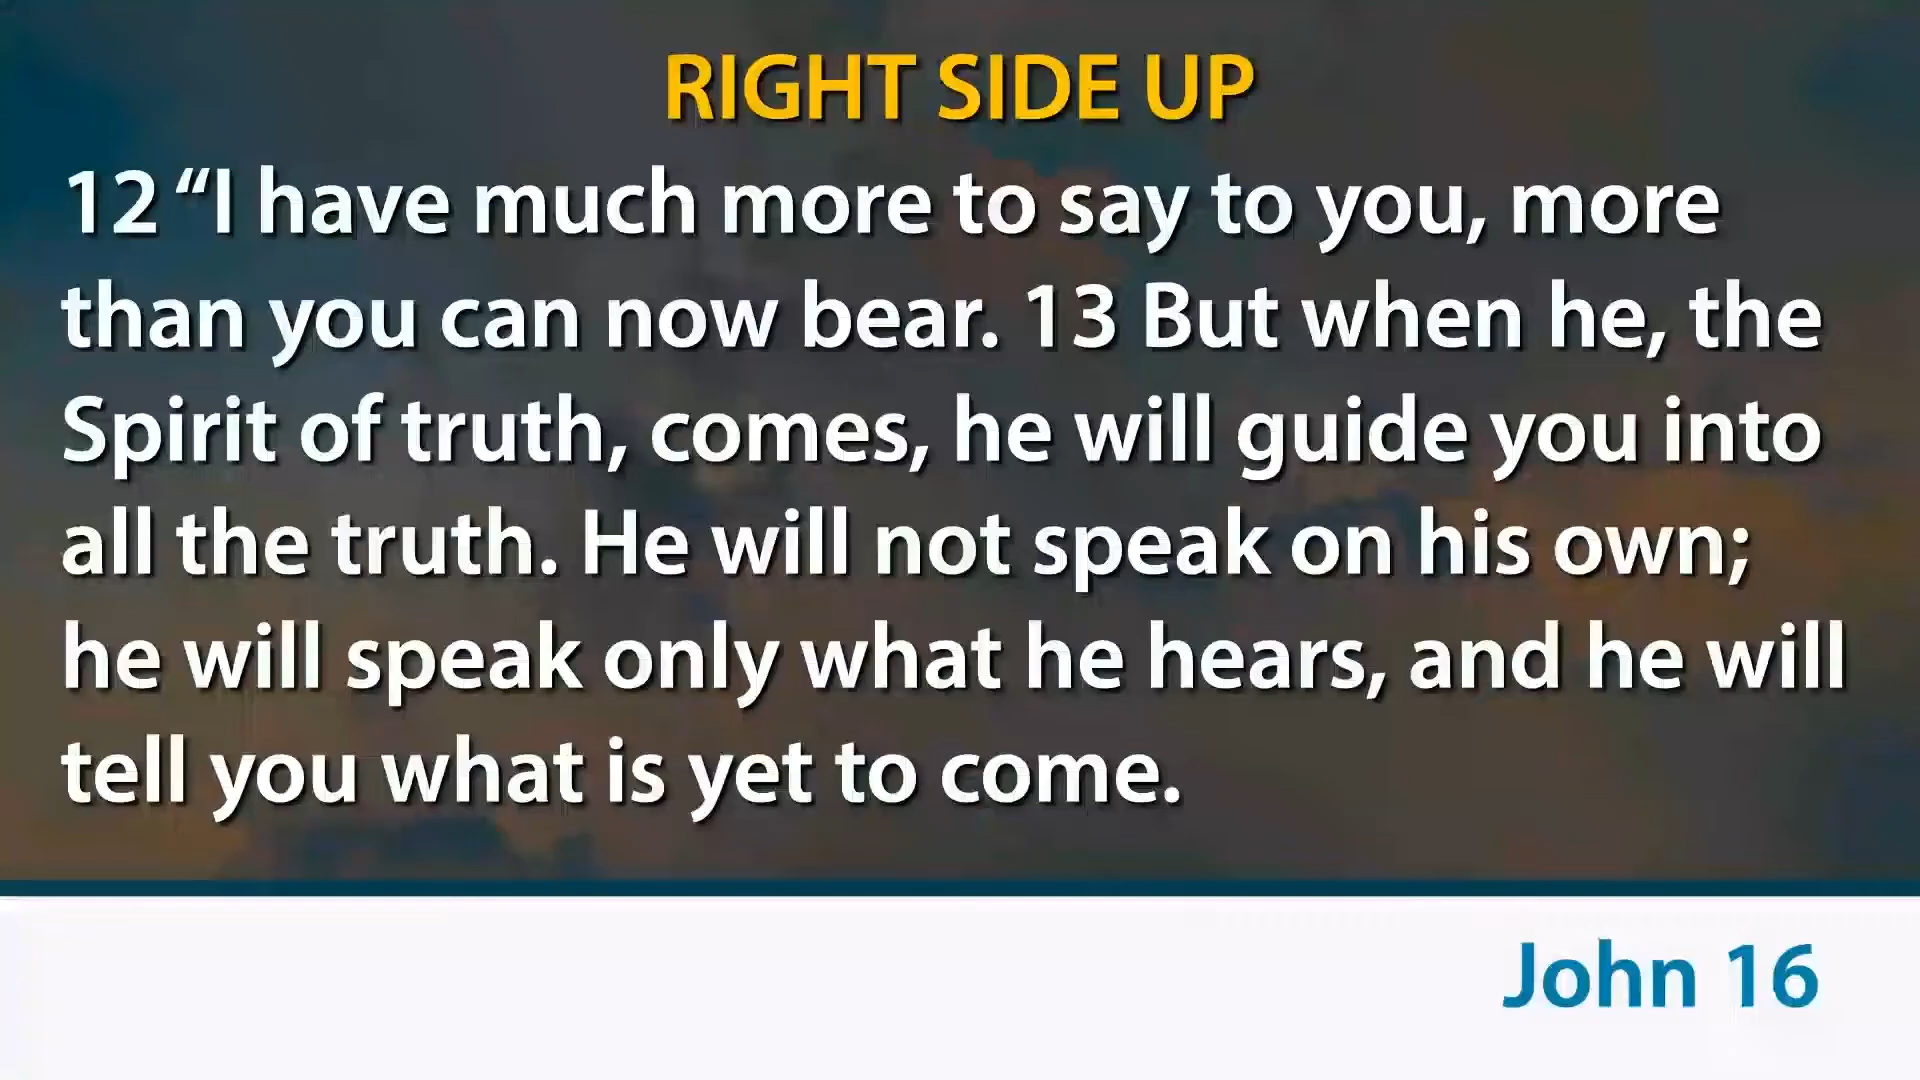 RIGHT SIDE UP
12 “I have much more to say to you, more
than you can now bear. 13 But when he, the
Spirit of truth, comes, he will guide you into
all the truth. He will not speak on his own;
he will speak only what he hears, and he will
tell you what is yet to come.
John 16